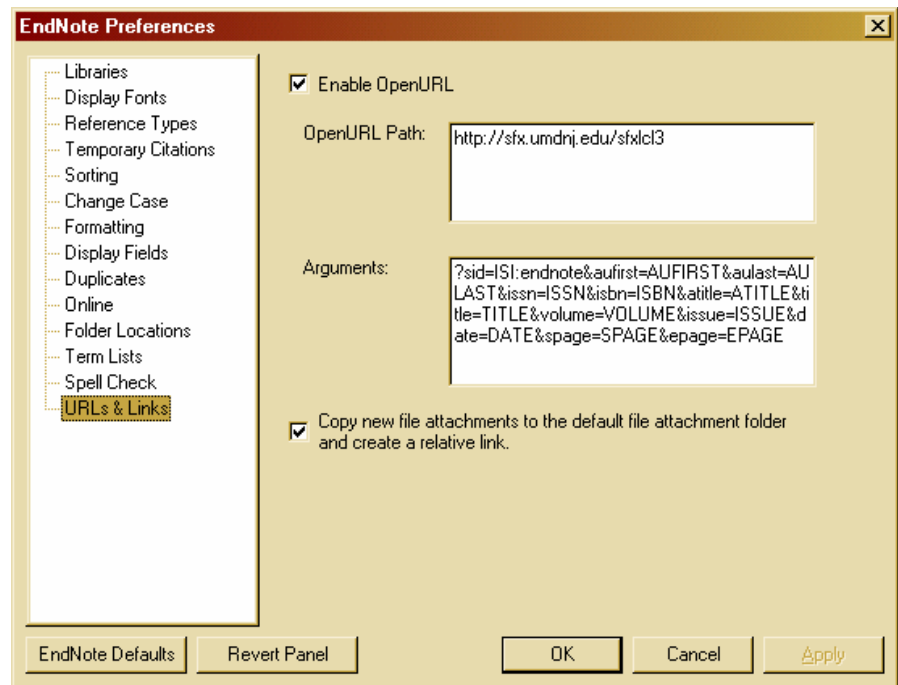 EndNote Preferences
Libraries
Display Fonts
Reference Types
Temporary Citations
Sorting
Change Case
Formatting
Display Fields
Duplicates
Online
Folder Locations
Term Lists
Spell Check
URLs & Links
Enable OpenURL
OpenURL Path:
http://sfx.umdnj.edu/sfxlcl3
Arguments:
?sid=ISI:endnote&aufirst=AUFIRST&aulast=AU
LAST&issn=ISSN&isbn=ISBN&atitle=ATITLE&ti
tle=TITLE&volume=VOLUME&issue=ISSUE&d
ate=DATE&spage=SPAGE&epage=EPAGE
Copy new file attachments to the default file attachment folder
and create a relative link.
EndNote Defaults
Revert Panel
OK
Cancel
Apply